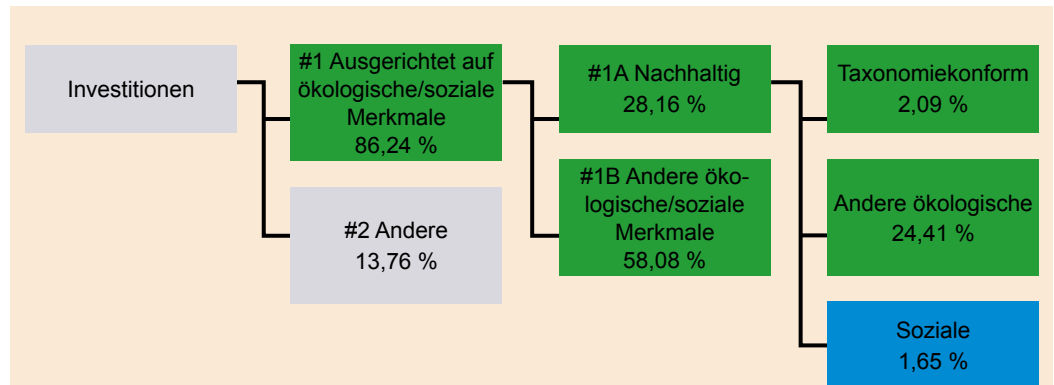 Investitionen
#1 Ausgerichtet auf
ökologische/soziale
Merkmale
86,24 %
#2 Andere
13,76 %
#1A Nachhaltig
28,16 %
#1B Andere öko-
logische/soziale
Merkmale
58,08 %
Taxonomiekonform
2,09 %
Andere ökologische
24,41 %
Soziale
1,65 %